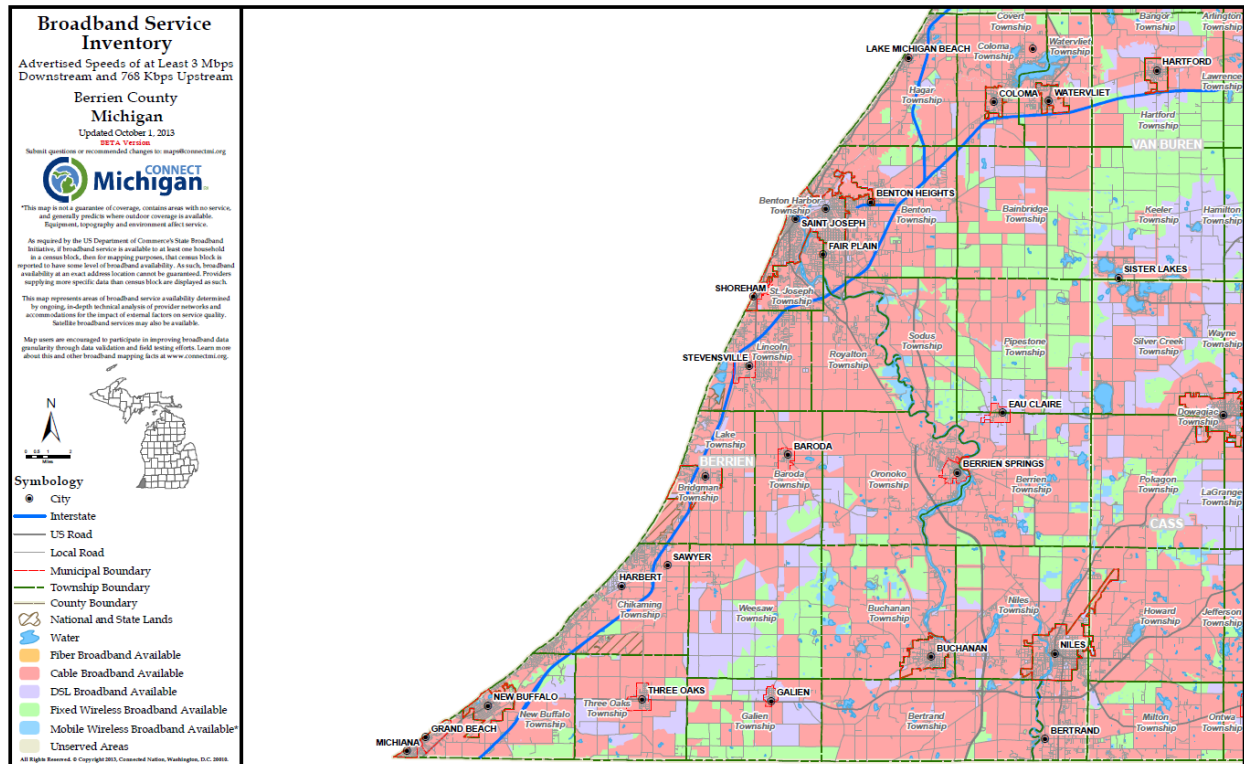 Broadband Service
Inventory
Advertised Speeds of at Least 3 Mbps
Downstream and 768 Kbps Upstream
Berrien County
Michigan
Updated October 1, 2013
BETA Version
Submit questions or recommended changes to: maps@connectmi.org
CONNECT
Michigan
*This map is not a guarantee of coverage, contains areas with no service,
and generally predicts where outdoor coverage is available.
Equipment, topography and environment affect service.
As required by the US Department of Commerce's State Broadband
Initiative, if broadband service is available to at least one household
in a census block, then for mapping purposes, that census block is
reported to have some level of broadband availability. As such, broadband
availability at an exact address location cannot be guaranteed. Providers
supplying more specific data than census block are displayed as such.
This map represents areas of broadband service availability determined
by ongoing, in-depth technical analysis of provider networks and
accommodations for the impact of external factors on service quality.
Satellite broadband services may also be available.
Map users are encouraged to participate in improving broadband data
granularity through data validation and field testing efforts. Learn more
about this and other broadband mapping facts at www.connectmi.org.
N
0 0.5 1 2
Miles
Symbology
City
Interstate
US Road
Local Road
Municipal Boundary
Township Boundary
County Boundary
National and State Lands
Water
Fiber Broadband Available
Cable Broadband Available
DSL Broadband Available
Fixed Wireless Broadband Available
Mobile Wireless Broadband Available*
Unserved Areas
All Rights Reserved. © Copyright 2013, Connected Nation, Washington, D.C. 20010.
Covert
Township
Bangor
Township
Arlington
Township
LAKE MICHIGAN BEACH
Coloma
Township
Watervliet
Township
HARTFORD
Lawrence
Township
Hagar
Township
COLOMA
WATERVLIET
Hartford
Township
VAN BUREN
BENTON HEIGHTS
Benton Harbor
Township
Benton
Township
Bainbridge
Township
Keeler
Township
Hamilton
Township
SAINT JOSEPH
FAIR PLAIN
SISTER LAKES
SHOREHAM
St. Joseph
Township
Lincoln
Township
STEVENSVILLE
Royalton
Township
Sodus
Township
Pipestone
Township
Silver Creek
Township
Wayne
Township
EAU CLAIRE
Dowagiac
Township
Lake
Township
BERRIEN
BARODA
Baroda
Township
Bridgman
Township
Oronoko
Township
BERRIEN SPRINGS
Berrien
Township
Pokagon
Township
LaGrange
Township
CASS
SAWYER
HARBERT
Chikaming
Township
Weesaw
Township
Buchanan
Township
Niles
Township
Howard
Township
Jefferson
Township
BUCHANAN
NILES
NEW BUFFALO
New Buffalo
Township
THREE OAKS
Three Oaks
Township
GALIEN
Galien
Township
Bertrand
Township
BERTRAND
Milton
Township
Ontwa
Township
GRAND BEACH
MICHIANA